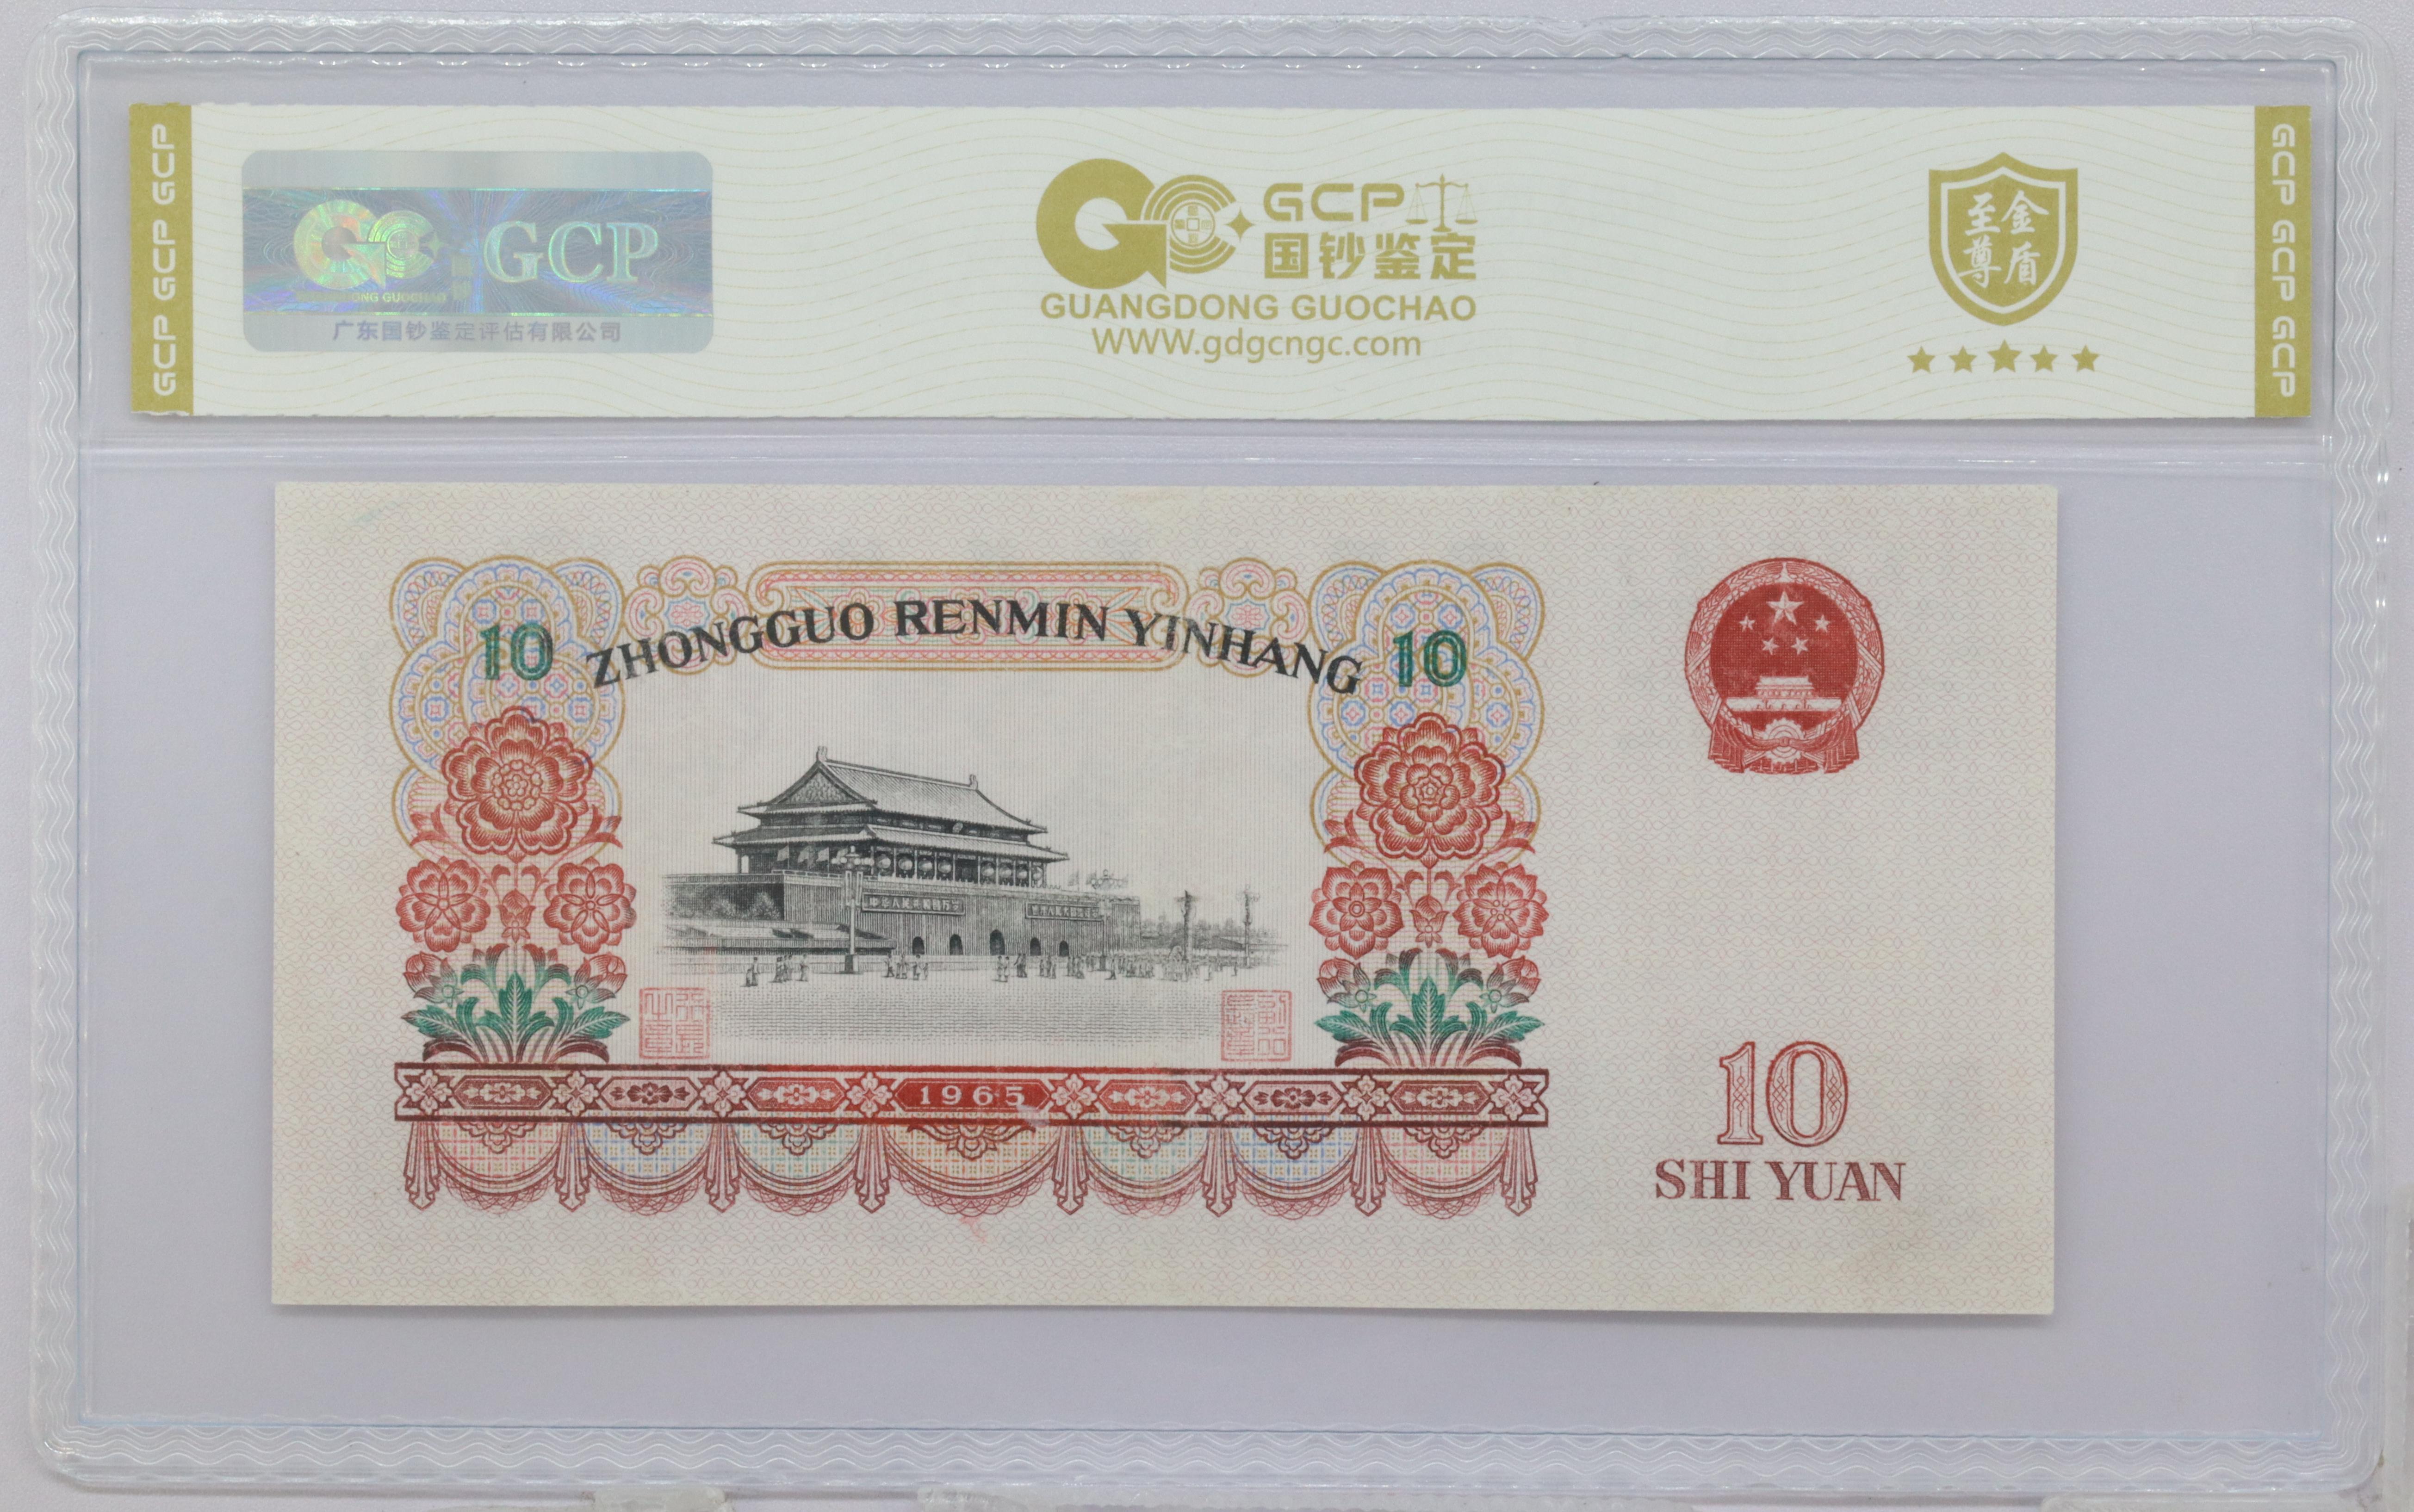 GCP GCP GCP
GCP
GUANGDONG GUOCHAO
广东国钞鉴定评估有限公司
GCP
国钞鉴定
GUANGDONG GUOCHAO
WWW.gdgcngc.com
至尊金盾
GCP GCP GCP
ZHONGGUO RENMIN YINHANG
10
10
1965
10
SHI YUAN